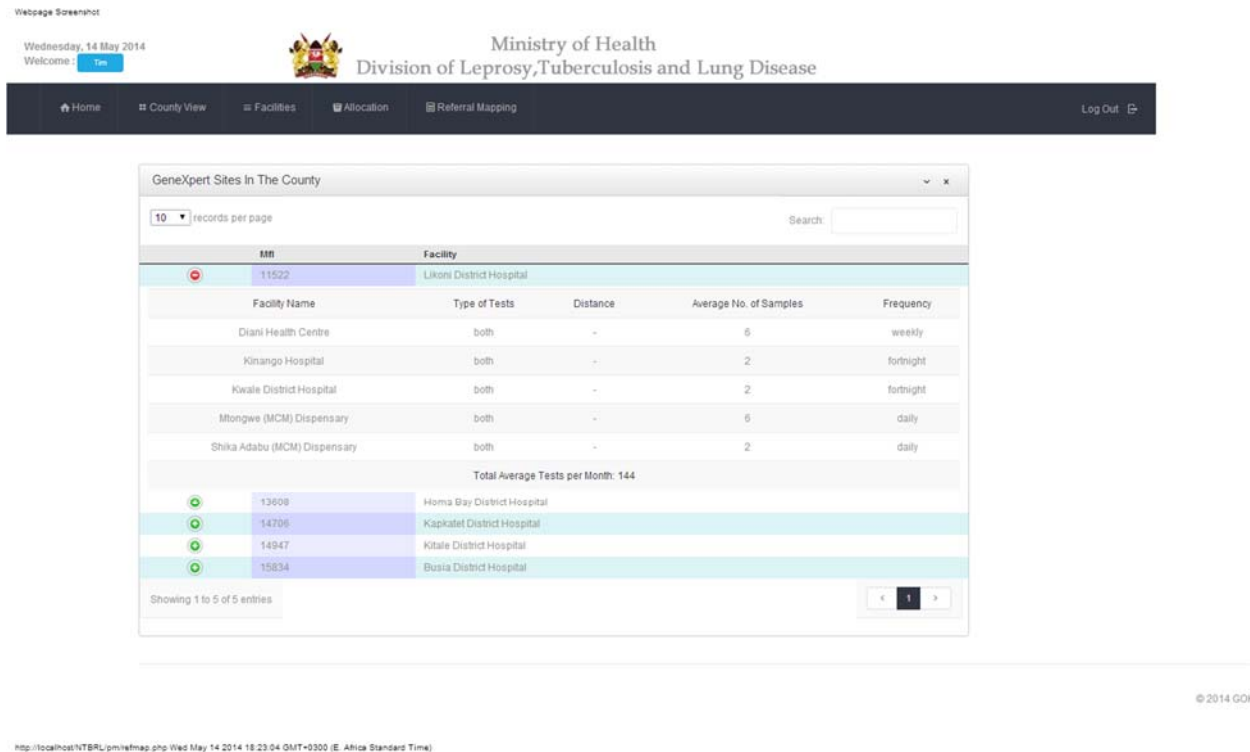 Webpage Screenshot
Wednesday, 14 May 2014
Welcome : Tim
Ministry of Health
Division of Leprosy,Tuberculosis and Lung Disease
Home County View Facilities Allocation Referral Mapping Log Out
GeneXpert Sites In The County
10 records per page Search:
Mfl Facility
11522 Likoni District Hospital
Facility Name Type of Tests Distance Average No. of Samples Frequency
Diani Health Centre both - 6 weekly
Kinango Hospital both - 2 fortnight
Kwale District Hospital both - 2 fortnight
Mtongwe (MCM) Dispensary both - 6 daily
Shika Adabu (MCM) Dispensary both - 2 daily
Total Average Tests per Month: 144
13608 Homa Bay District Hospital
14706 Kapkatet District Hospital
14947 Kitale District Hospital
15834 Busia District Hospital
Showing 1 to 5 of 5 entries < 1 >
© 2014 GOK
http://localhost/NTBRL/pm/refmap.php Wed May 14 2014 18:23:04 GMT+0300 (E. Africa Standard Time)